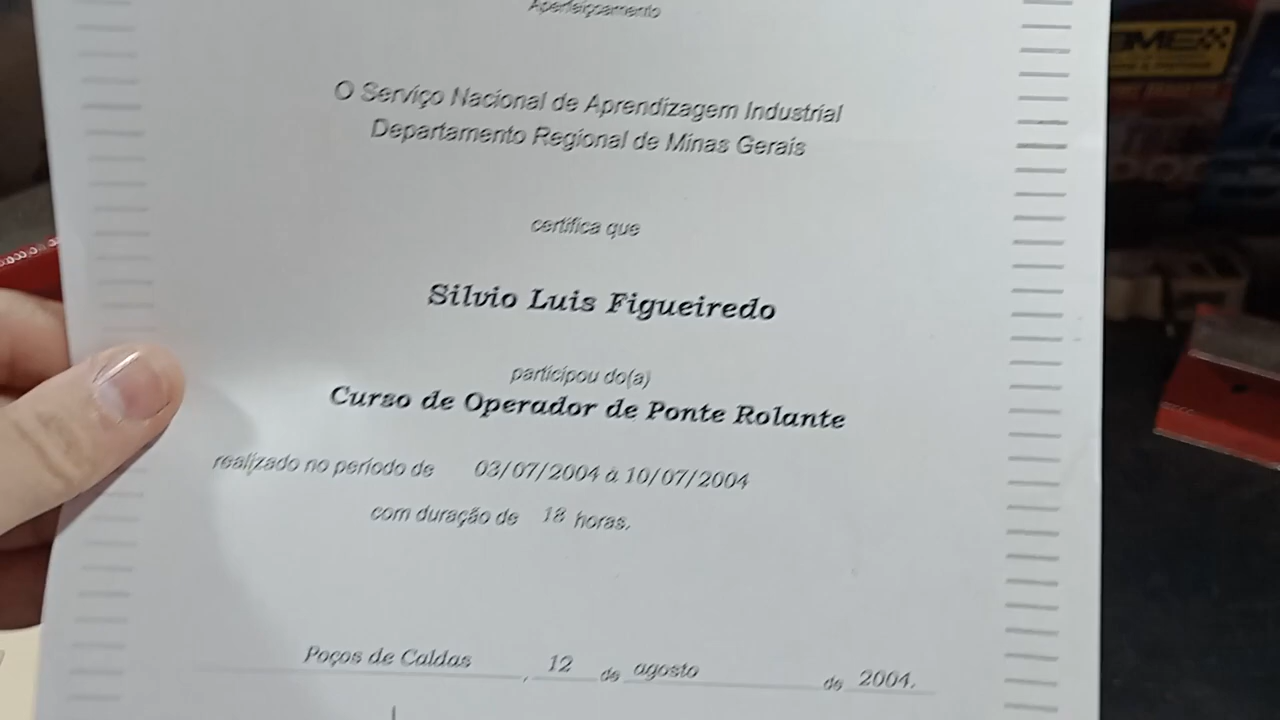 Aperfeiçoamento
O Serviço Nacional de Aprendizagem Industrial
Departamento Regional de Minas Gerais
certifica que
Silvio Luis Figueiredo
participou do(a)
Curso de Operador de Ponte Rolante
realizado no período de 03/07/2004 à 10/07/2004
com duração de 18 horas.
Poços de Caldas, 12 de agosto de 2004.